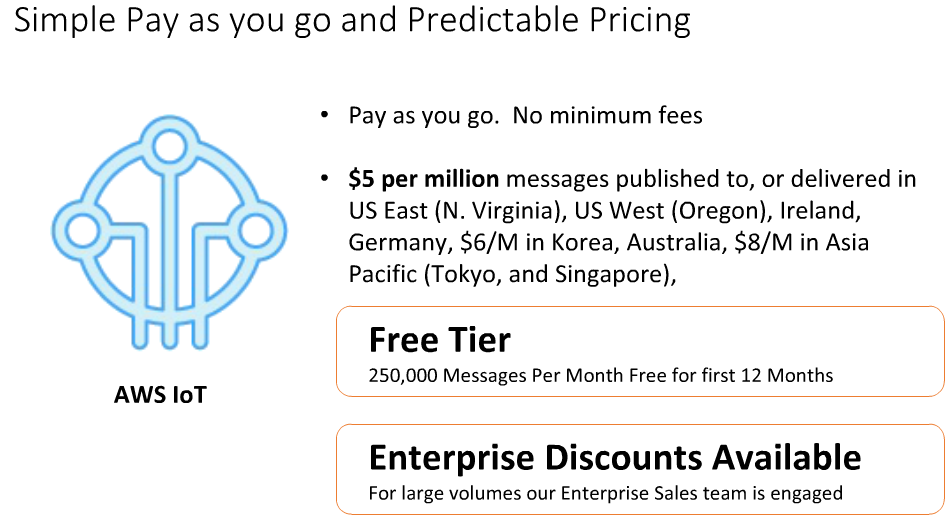 Simple Pay as you go and Predictable Pricing
• Pay as you go.  No minimum fees
• $5 per million messages published to, or delivered in
US East (N. Virginia), US West (Oregon), Ireland,
Germany, $6/M in Korea, Australia, $8/M in Asia
Pacific (Tokyo, and Singapore),
Free Tier
250,000 Messages Per Month Free for first 12 Months
AWS IoT
Enterprise Discounts Available
For large volumes our Enterprise Sales team is engaged